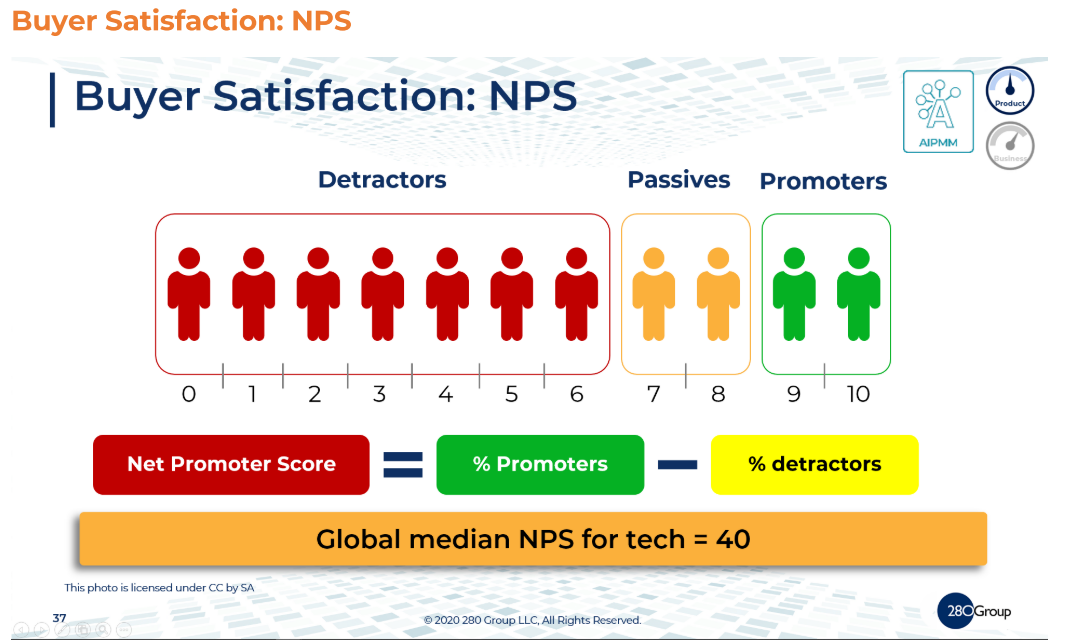 Buyer Satisfaction: NPS
Buyer Satisfaction: NPS
AIPMM
Product
Business
Detractors Passives Promoters
0 1 2 3 4 5 6 7 8 9 10
Net Promoter Score = % Promoters − % detractors
Global median NPS for tech = 40
This photo is licensed under CC by SA
37
© 2020 280 Group LLC, All Rights Reserved.
280Group